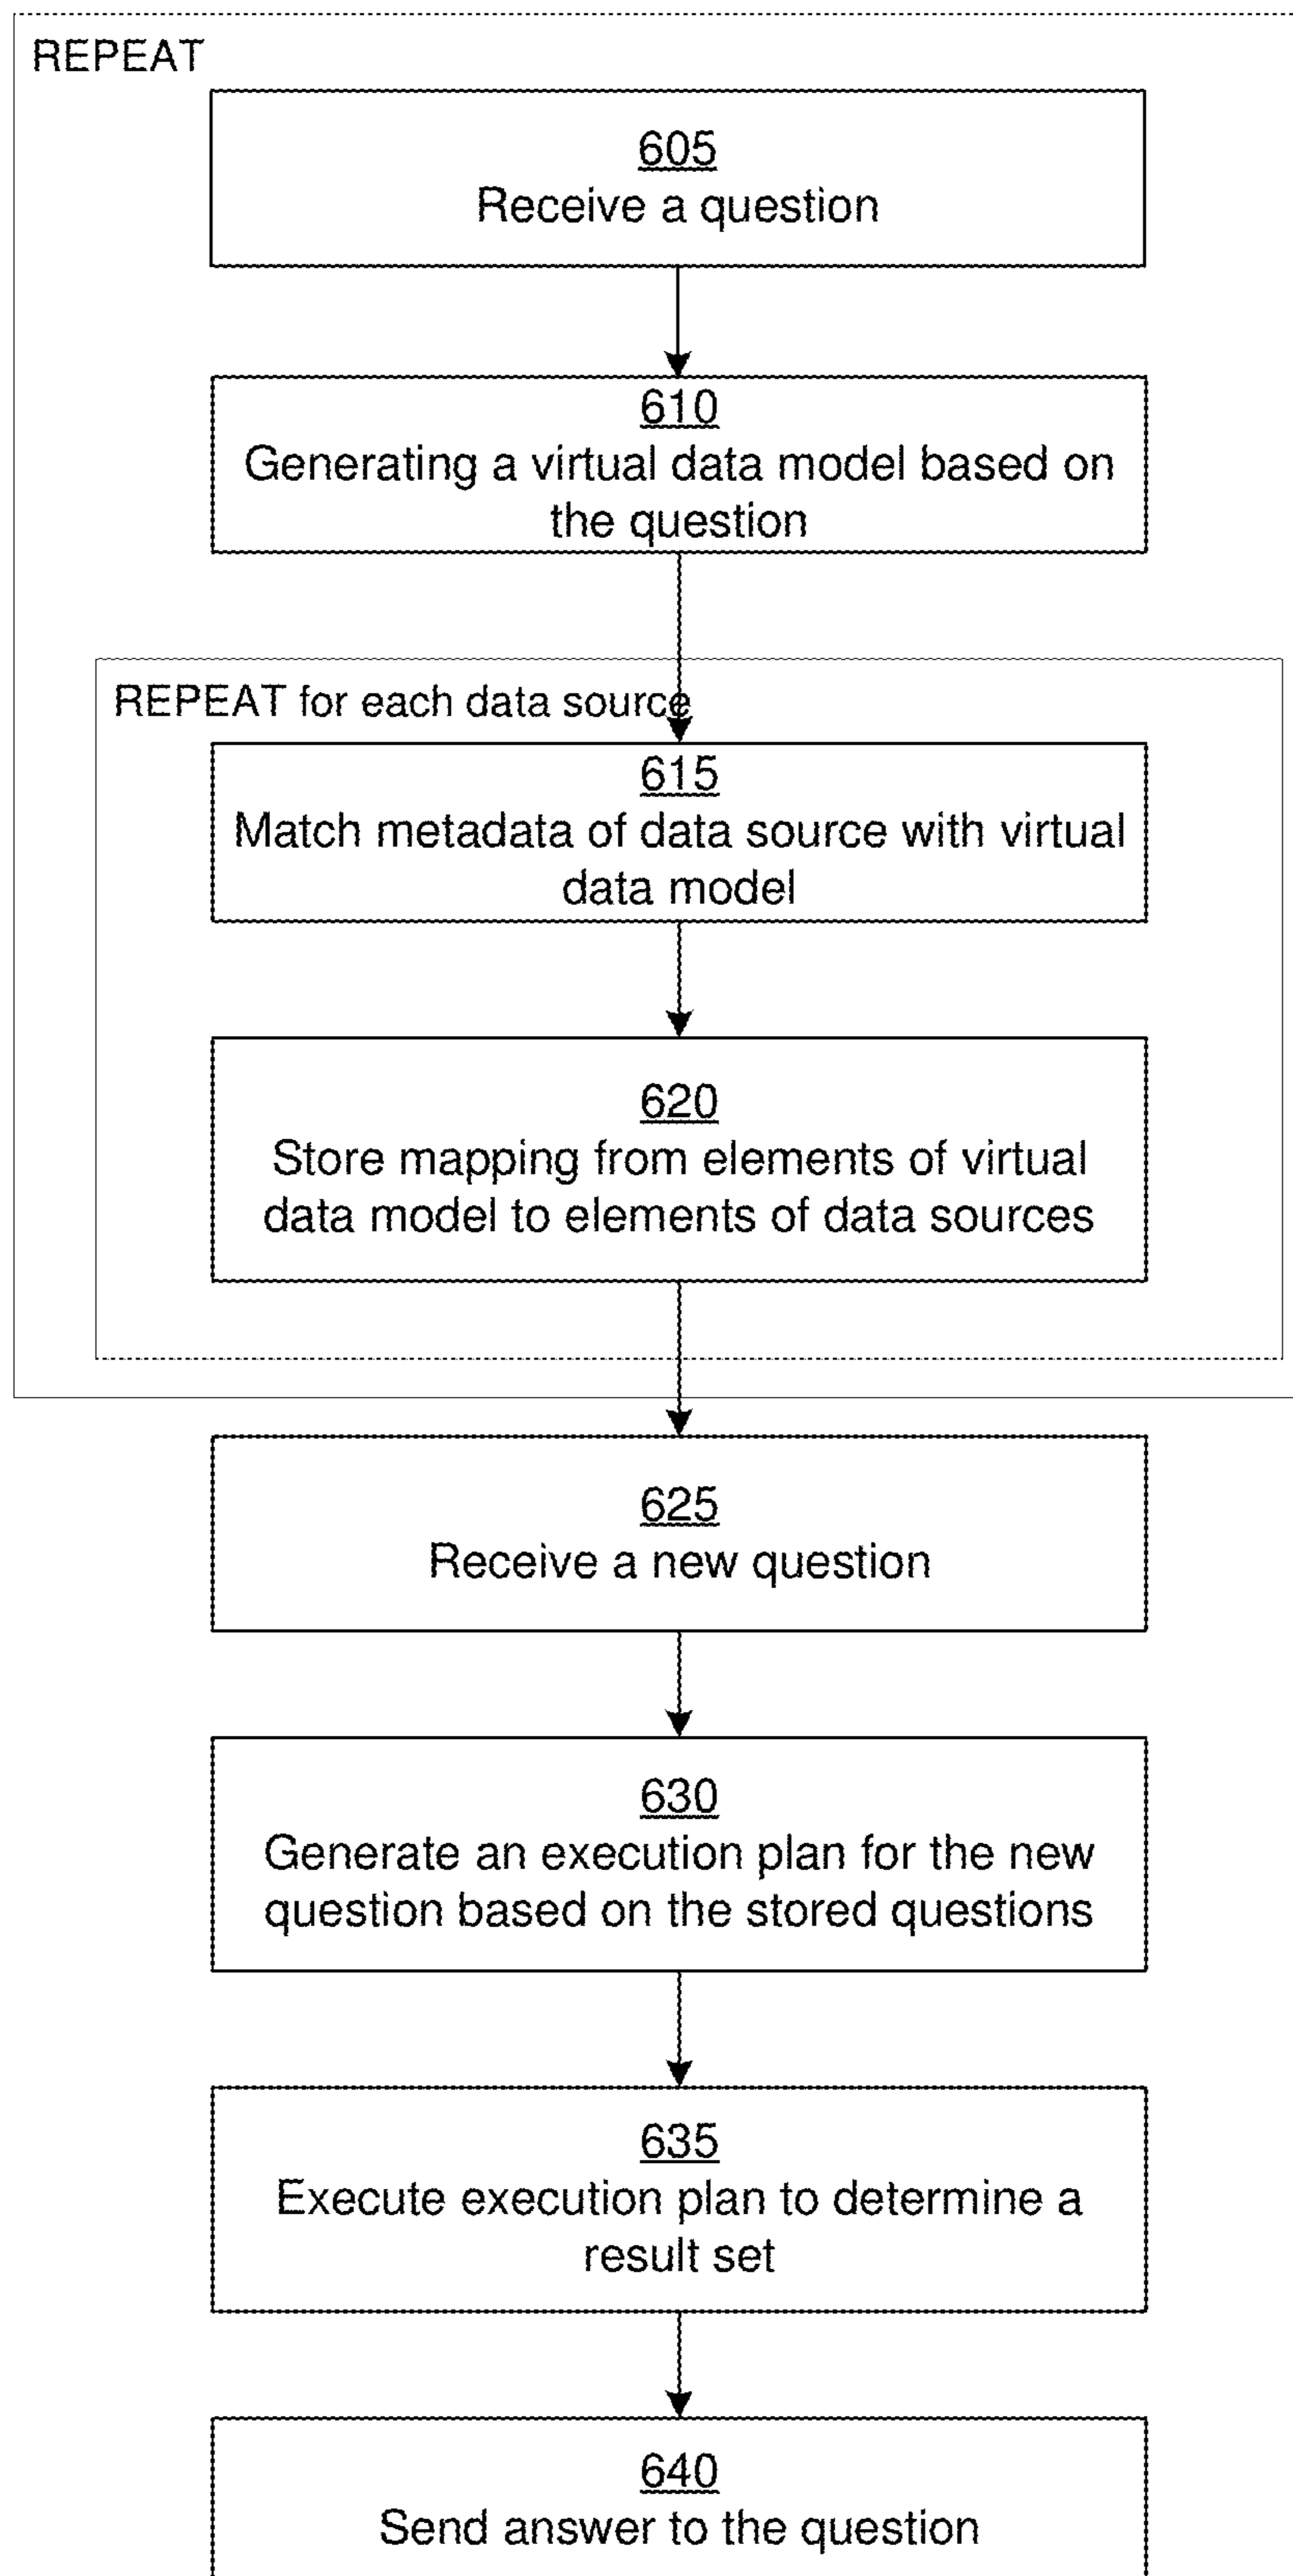 REPEAT
605
Receive a question
610
Generating a virtual data model based on
the question
REPEAT for each data source
615
Match metadata of data source with virtual
data model
620
Store mapping from elements of virtual
data model to elements of data sources
625
Receive a new question
630
Generate an execution plan for the new
question based on the stored questions
635
Execute execution plan to determine a
result set
640
Send answer to the question